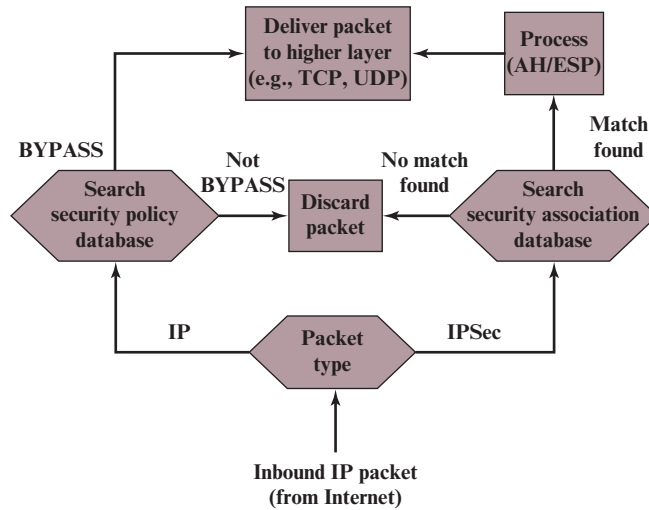 Deliver packet
to higher layer
(e.g., TCP, UDP)
Process
(AH/ESP)
BYPASS
Not
BYPASS
No match
found
Match
found
Search
security policy
database
Discard
packet
Search
security association
database
IP
Packet
type
IPSec
Inbound IP packet
(from Internet)